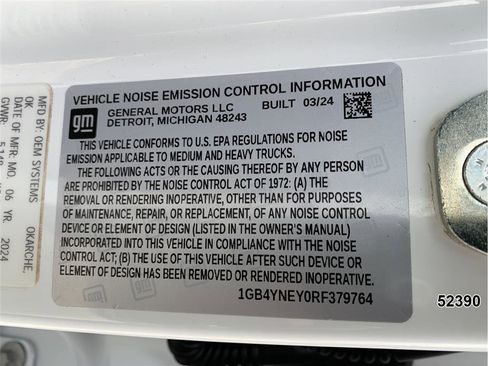 VEHICLE NOISE EMISSION CONTROL INFORMATION
gm
GENERAL MOTORS LLC BUILT 03/24
DETROIT, MICHIGAN 48243
THIS VEHICLE CONFORMS TO U.S. EPA REGULATIONS FOR NOISE
EMISSION APPLICABLE TO MEDIUM AND HEAVY TRUCKS.
THE FOLLOWING ACTS OR THE CAUSING THEREOF BY ANY PERSON
ARE PROHIBITED BY THE NOISE CONTROL ACT OF 1972: (A) THE
REMOVAL OR RENDERING INOPERATIVE, OTHER THAN FOR PURPOSES
OF MAINTENANCE, REPAIR, OR REPLACEMENT, OF ANY NOISE CONTROL
DEVICE OR ELEMENT OF DESIGN (LISTED IN THE OWNER'S MANUAL)
INCORPORATED INTO THIS VEHICLE IN COMPLIANCE WITH THE NOISE
CONTROL ACT; (B) THE USE OF THIS VEHICLE AFTER SUCH DEVICE
OR ELEMENT OF DESIGN HAS BEEN REMOVED OR RENDERED INOPERATIVE.
1GB4YNEY0RF379764
MFD BY: OEM SYSTEMS OKARCHE,
DATE OF MFR: MO. 06 YR. 2024
GVWR:
52390